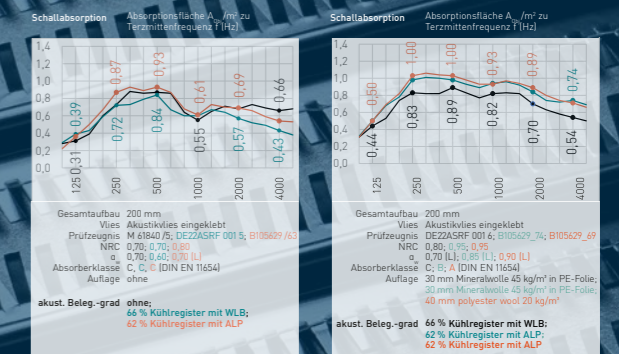 Schallabsorption Absorptionsfläche A /m² zu
Terzmittenfrequenz f (Hz)
1,4
1,2
1,0
0,8
0,6
0,4
0,2
0,0
0,39
0,31
0,87
0,72
0,93
0,84
0,61
0,55
0,69
0,57
0,66
0,43
125
250
500
1000
2000
4000
Gesamtaufbau 200 mm
Vlies Akustikvlies eingeklebt
Prüfzeugnis M 61840 /5; DE22ASRF 001 5; B105629 /63
NRC 0,70; 0,70; 0,80
α 0,70; 0,60; 0,70 (L)
Absorberklasse C, C, C (DIN EN 11654)
Auflage ohne
akust. Beleg.-grad ohne;
66 % Kühlregister mit WLB;
62 % Kühlregister mit ALP
Schallabsorption Absorptionsfläche A /m² zu
Terzmittenfrequenz f (Hz)
1,4
1,2
1,0
0,8
0,6
0,4
0,2
0,0
0,50
0,44
1,00
0,83
1,00
0,89
0,93
0,82
0,89
0,70
0,74
0,54
125
250
500
1000
2000
4000
Gesamtaufbau 200 mm
Vlies Akustikvlies eingeklebt
Prüfzeugnis DE22ASRF 001 6; B105629_74; B105629_69
NRC 0,80; 0,95; 0,95
α 0,70 (L); 0,85 (L); 0,90 (L)
Absorberklasse C; B; A (DIN EN 11654)
Auflage 30 mm Mineralwolle 45 kg/m³ in PE-Folie;
30 mm Mineralwolle 45 kg/m³ in PE-Folie;
40 mm polyester wool 20 kg/m³
akust. Beleg.-grad 66 % Kühlregister mit WLB;
62 % Kühlregister mit ALP;
62 % Kühlregister mit ALP